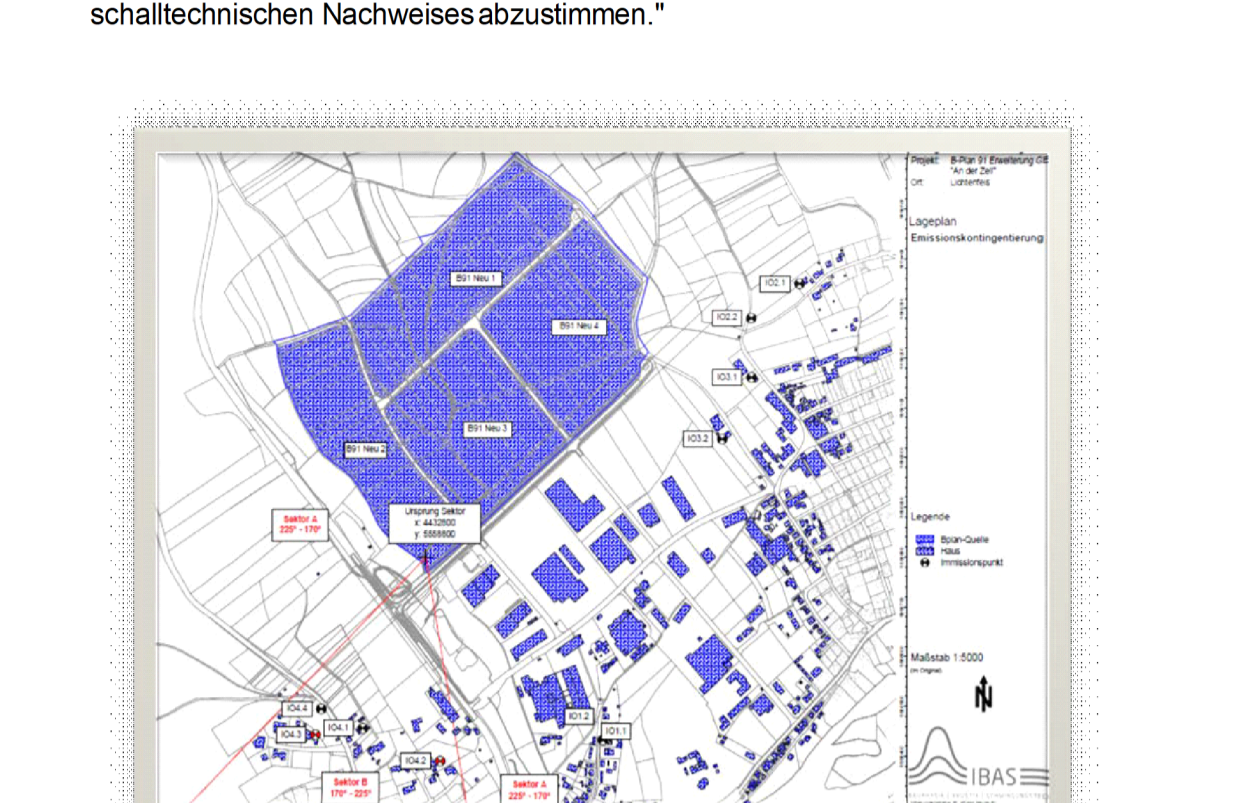 schalltechnischen Nachweises abzustimmen."
Projekt: B-Plan 91 Erweiterung GE
"An der Zeil"
Ort: Lichtenfels
Lageplan
Emissionskontingentierung
B91 Neu 1
IO2.1
IO2.2
B91 Neu 4
IO3.1
B91 Neu 3
IO3.2
B91 Neu 2
Ursprung Sektor
x: 4432800
Sektor A
225° - 170°
Legende
Bplan-Quelle
Haus
Immissionspunkt
Maßstab 1:5000
(im Original)
N
IO4.4
IO4.3
IO4.1
IO1.2
IO1.1
IO4.2
Sektor B
170° - 225°
Sektor A
225° - 170°
IBAS